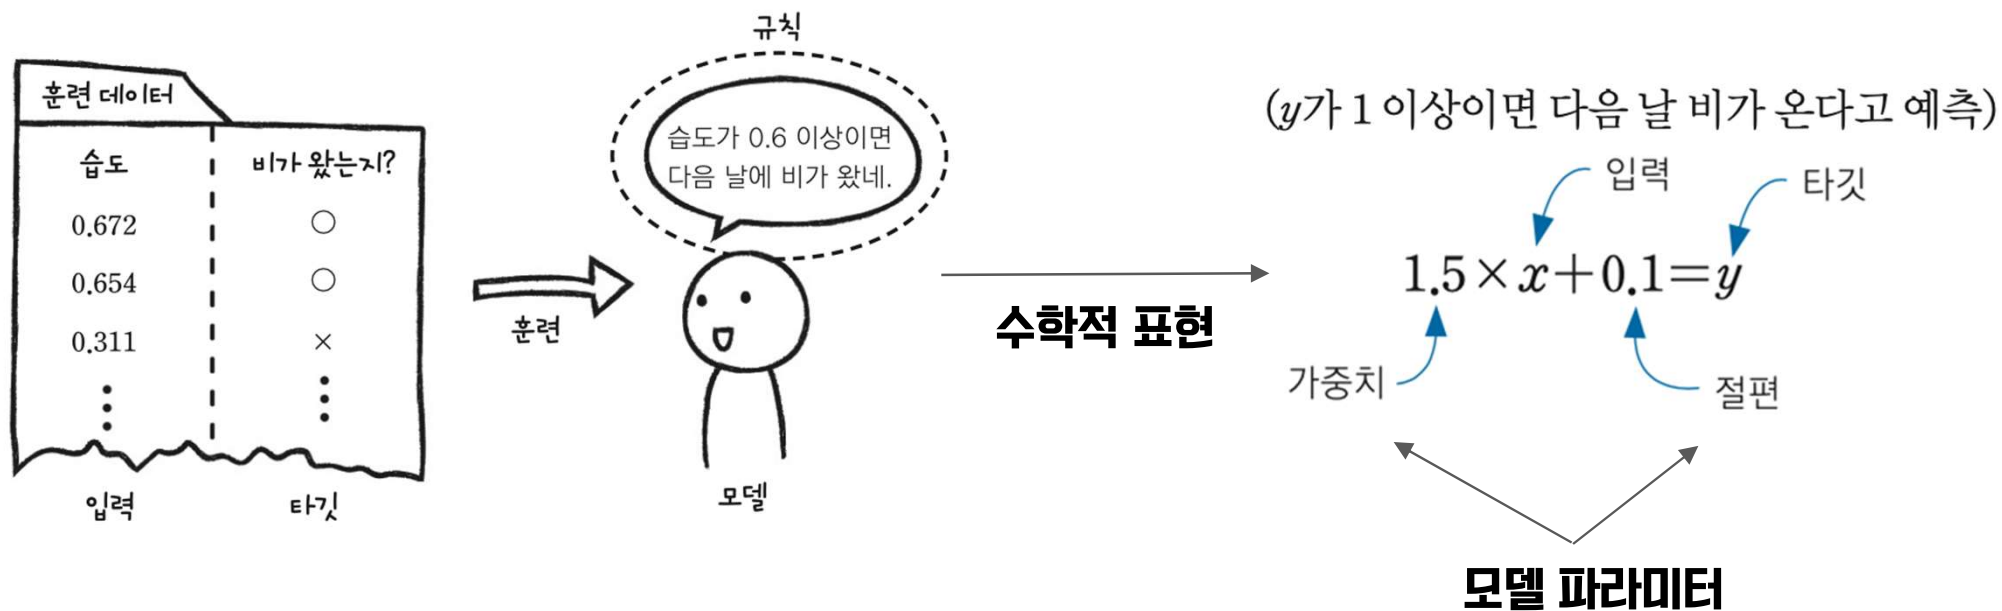 훈련 데이터
습도
비가 왔는지?
0.672
○
0.654
○
0.311
×
입력
타깃
훈련
규칙
습도가 0.6 이상이면
다음 날에 비가 왔네.
모델
수학적 표현
(y가 1 이상이면 다음 날 비가 온다고 예측)
입력
타깃
1.5×x+0.1=y
가중치
절편
모델 파라미터